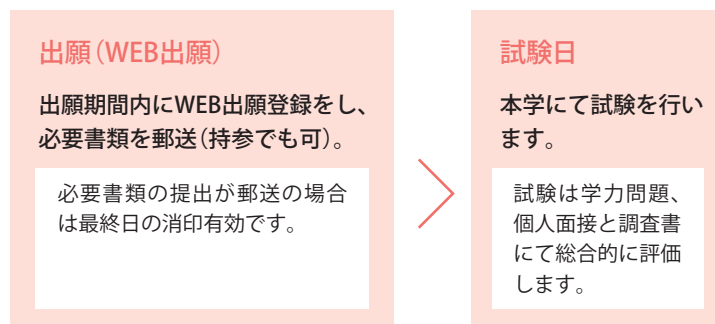 出願(WEB出願)
出願期間内にWEB出願登録をし、
必要書類を郵送(持参でも可)。
必要書類の提出が郵送の場合
は最終日の消印有効です。
試験日
本学にて試験を行い
ます。
試験は学力問題、
個人面接と調査書
にて総合的に評価
します。